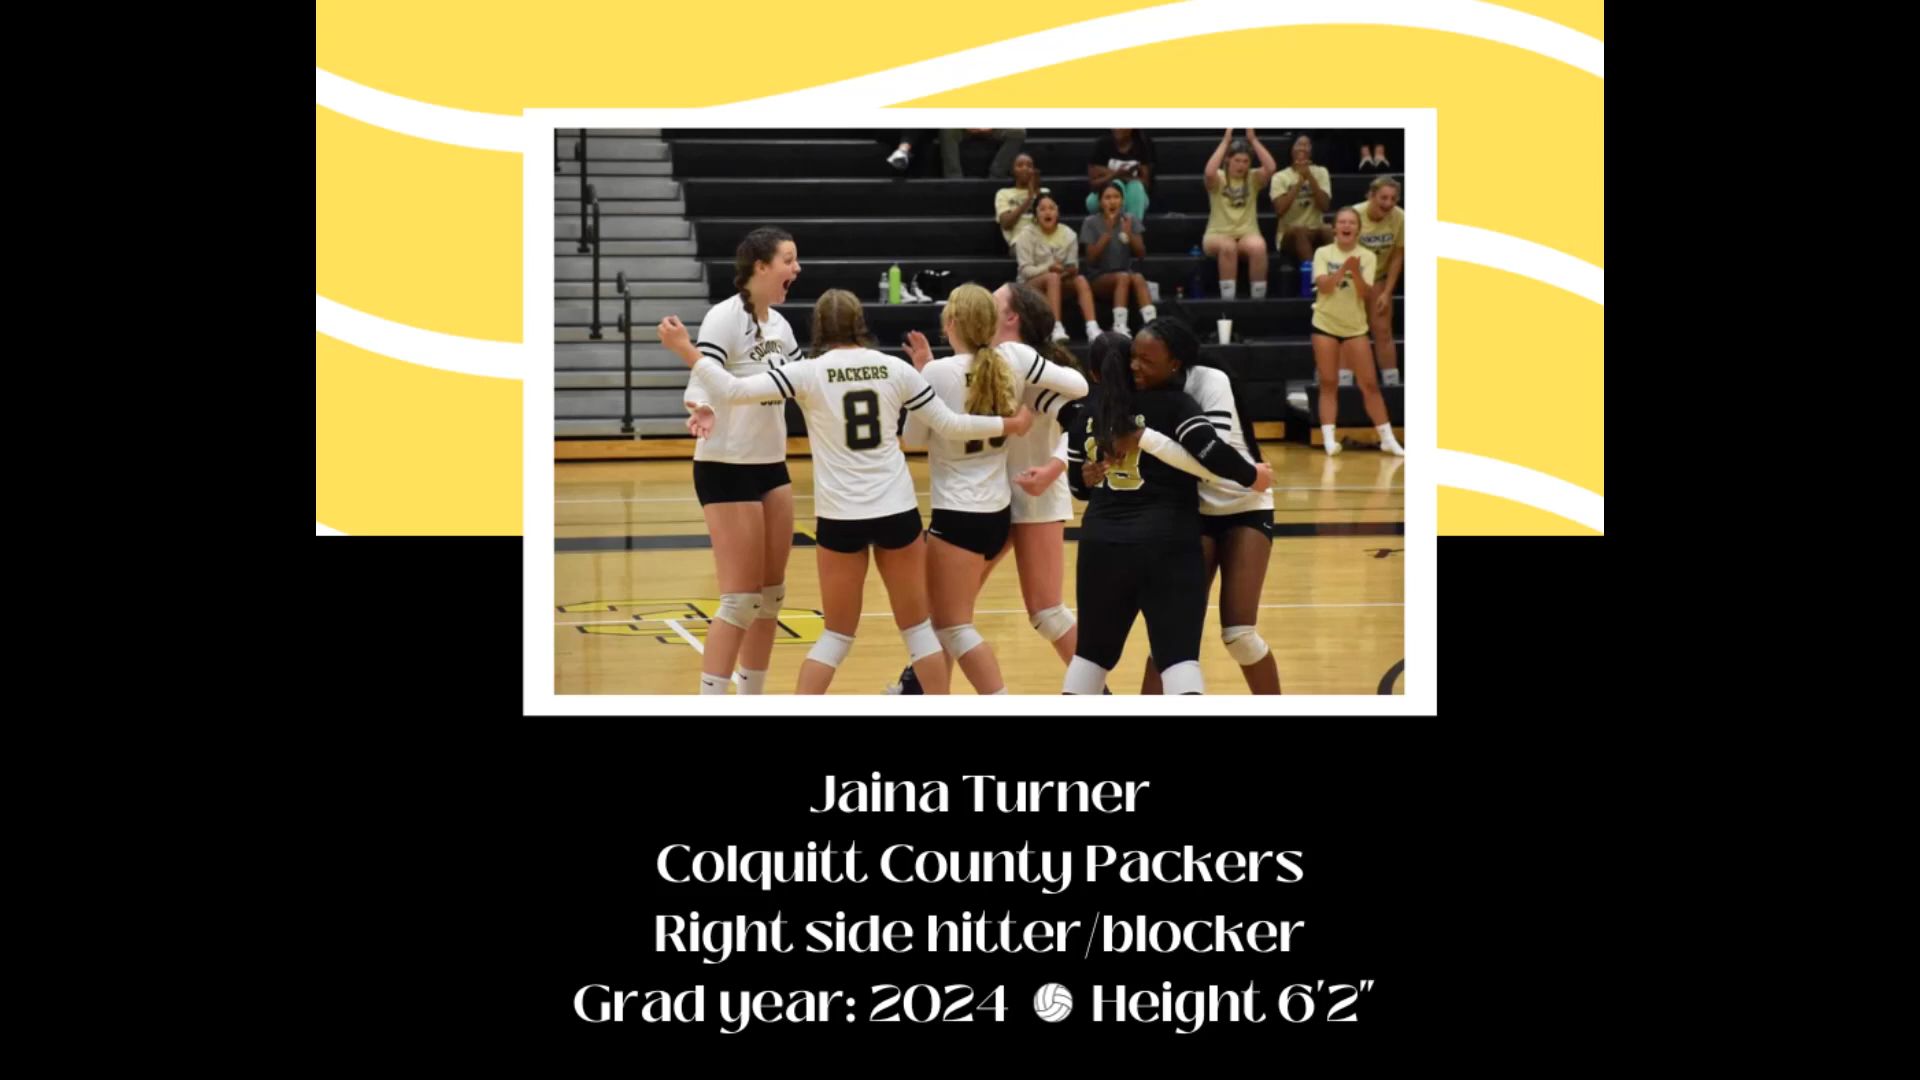 PACKERS
8
Jaina Turner
Colquitt County Packers
Right side hitter/blocker
Grad year: 2024 Height 6'2"